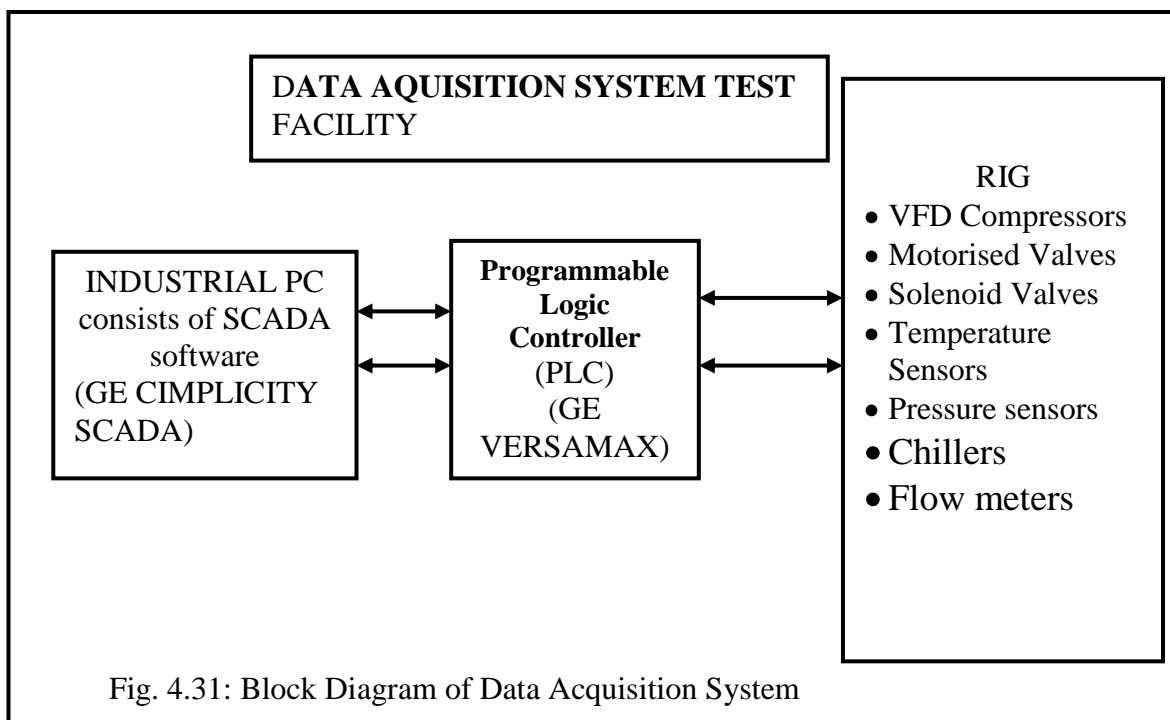 DATA AQUISITION SYSTEM TEST
FACILITY
INDUSTRIAL PC
consists of SCADA
software
(GE CIMPLICITY
SCADA)
Programmable
Logic
Controller
(PLC)
(GE
VERSAMAX)
RIG
• VFD Compressors
• Motorised Valves
• Solenoid Valves
• Temperature
Sensors
• Pressure sensors
• Chillers
• Flow meters
Fig. 4.31: Block Diagram of Data Acquisition System